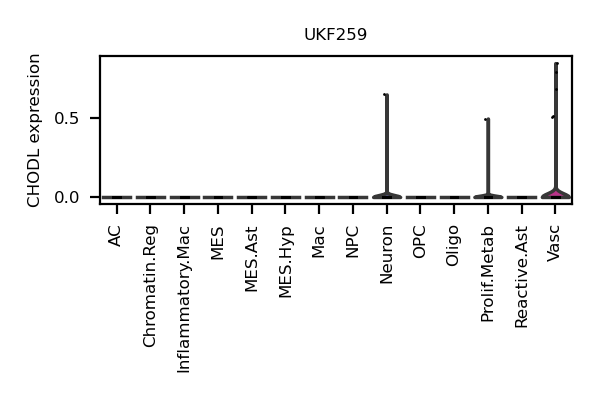 UKF259
CHODL expression
0.5
0.0
AC
Chromatin.Reg
Inflammatory.Mac
MES
MES.Ast
MES.Hyp
Mac
NPC
Neuron
OPC
Oligo
Prolif.Metab
Reactive.Ast
Vasc